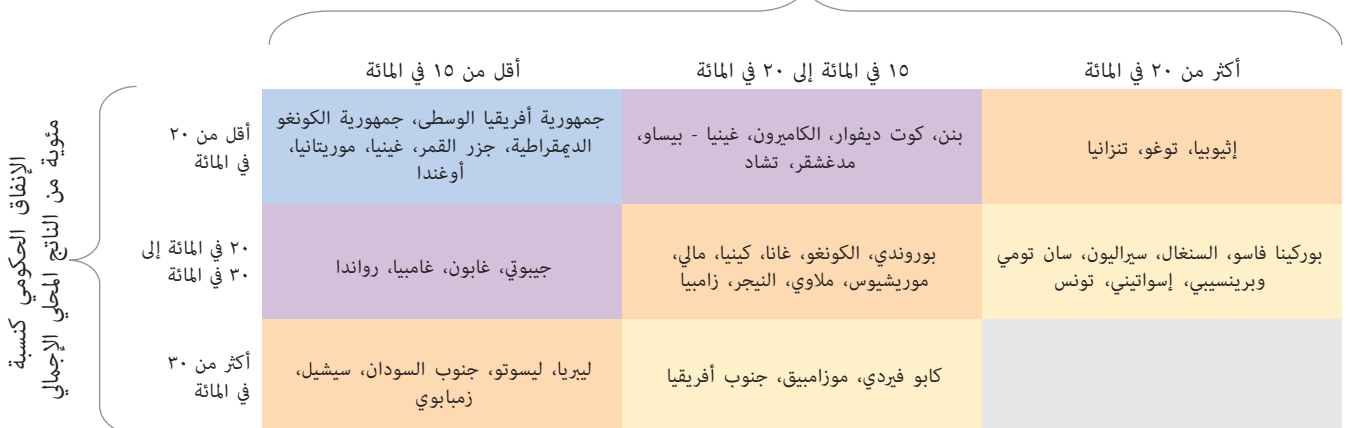 أكثر من ٢٠ في المائة
١٥ في المائة إلى ٢٠ في المائة
أقل من ١٥ في المائة
الإنفاق الحكومي كنسبة
مئوية من الناتج المحلي الإجمالي
أقل من ٢٠
في المائة
جمهورية أفريقيا الوسطى، جمهورية الكونغو
الديمقراطية، جزر القمر، غينيا، موريتانيا،
أوغندا
بنن، كوت ديفوار، الكاميرون، غينيا - بيساو،
مدغشقر، تشاد
إثيوبيا، توغو، تنزانيا
٢٠ في المائة إلى
٣٠ في المائة
جيبوتي، غابون، غامبيا، رواندا
بوروندي، الكونغو، غانا، كينيا، مالي،
موريشيوس، ملاوي، النيجر، زامبيا
بوركينا فاسو، السنغال، سيراليون، سان تومي
وبرينسيبي، إسواتيني، تونس
أكثر من ٣٠
في المائة
ليبريا، ليسوتو، جنوب السودان، سيشيل،
زمبابوي
كابو فيردي، موزامبيق، جنوب أفريقيا